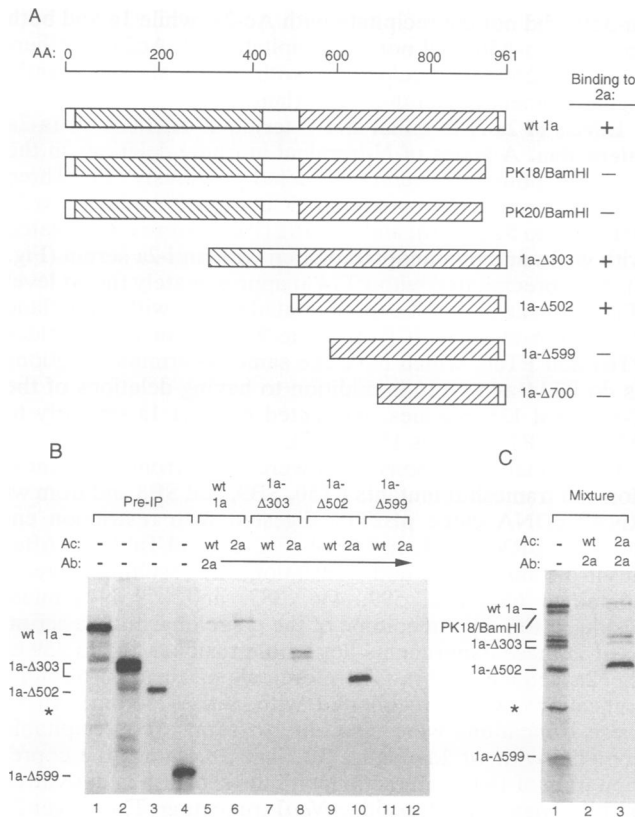 A
AA: 0 200 400 600 800 961
Binding to
2a:
wt 1a +
PK18/BamHI –
PK20/BamHI –
1a-Δ303 +
1a-Δ502 +
1a-Δ599 –
1a-Δ700 –
B
Pre-IP
wt 1a
1a-Δ303
1a-Δ502
1a-Δ599
Ac: - - - - wt 2a wt 2a wt 2a wt 2a
Ab: - - - - 2a
wt 1a
1a-Δ303
1a-Δ502
*
1a-Δ599
1 2 3 4 5 6 7 8 9 10 11 12
C
Mixture
Ac: - wt 2a
Ab: - 2a 2a
wt 1a
PK18/BamHI
1a-Δ303
1a-Δ502
*
1a-Δ599
1 2 3